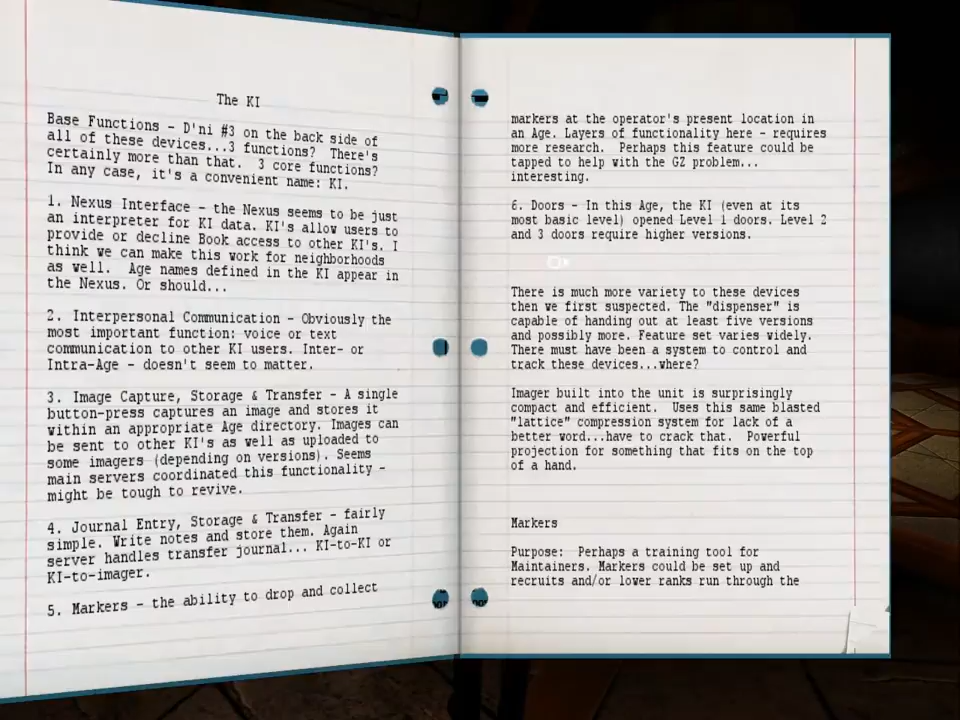 The KI
Base Functions - D'ni #3 on the back side of
all of these devices...3 functions?  There's
certainly more than that.  3 core functions?
In any case, it's a convenient name: KI.
1. Nexus Interface - the Nexus seems to be just
an interpreter for KI data. KI's allow users to
provide or decline Book access to other KI's. I
think we can make this work for neighborhoods
as well.  Age names defined in the KI appear in
the Nexus. Or should...
2. Interpersonal Communication - Obviously the
most important function: voice or text
communication to other KI users. Inter- or
Intra-Age - doesn't seem to matter.
3. Image Capture, Storage & Transfer - A single
button-press captures an image and stores it
within an appropriate Age directory. Images can
be sent to other KI's as well as uploaded to
some imagers (depending on versions). Seems
main servers coordinated this functionality -
might be tough to revive.
4. Journal Entry, Storage & Transfer - fairly
simple. Write notes and store them. Again
server handles transfer journal... KI-to-KI or
KI-to-imager.
5. Markers - the ability to drop and collect
markers at the operator's present location in
an Age. Layers of functionality here - requires
more research.  Perhaps this feature could be
tapped to help with the GZ problem...
interesting.
6. Doors - In this Age, the KI (even at its
most basic level) opened Level 1 doors. Level 2
and 3 doors require higher versions.
There is much more variety to these devices
then we first suspected. The "dispenser" is
capable of handing out at least five versions
and possibly more. Feature set varies widely.
There must have been a system to control and
track these devices...where?
Imager built into the unit is surprisingly
compact and efficient.  Uses this same blasted
"lattice" compression system for lack of a
better word...have to crack that.  Powerful
projection for something that fits on the top
of a hand.
Markers
Purpose:  Perhaps a training tool for
Maintainers. Markers could be set up and
recruits and/or lower ranks run through the